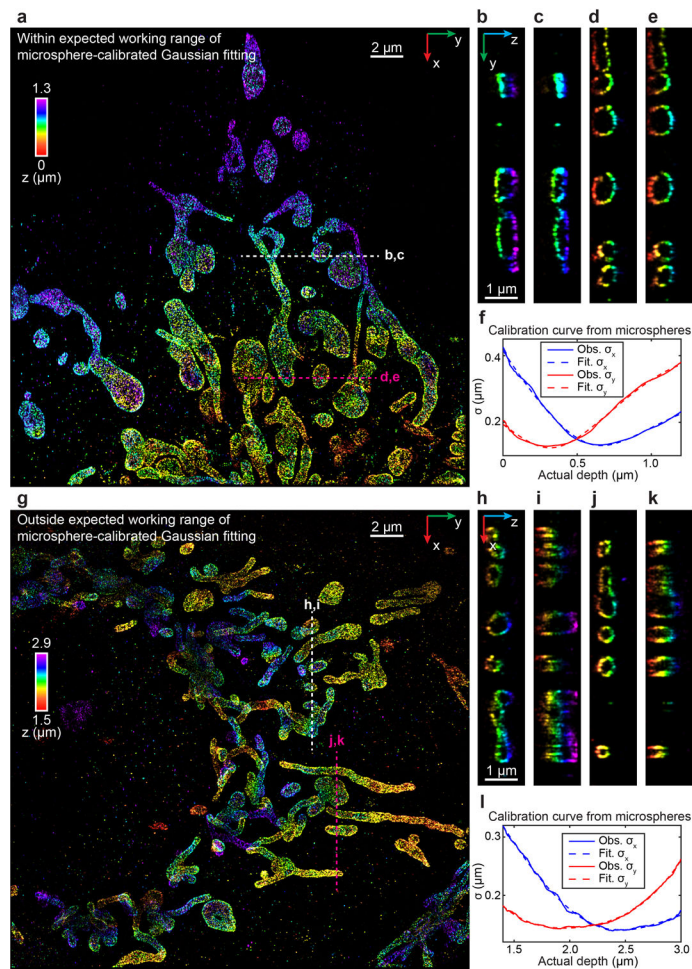 a
Within expected working range of
microsphere-calibrated Gaussian fitting
1.3
0
z (µm)
2 µm
y
x
b,c
d,e
b
c
d
e
z
y
1 µm
f
Calibration curve from microspheres
0.4
0.2
σ (µm)
Obs. σx
Fit. σx
Obs. σy
Fit. σy
0
0.5
1.0
Actual depth (µm)
g
Outside expected working range of
microsphere-calibrated Gaussian fitting
2.9
1.5
z (µm)
2 µm
y
x
h,i
j,k
h
i
j
k
z
x
1 µm
l
Calibration curve from microspheres
0.3
0.2
σ (µm)
Obs. σx
Fit. σx
Obs. σy
Fit. σy
1.5
2.0
2.5
3.0
Actual depth (µm)